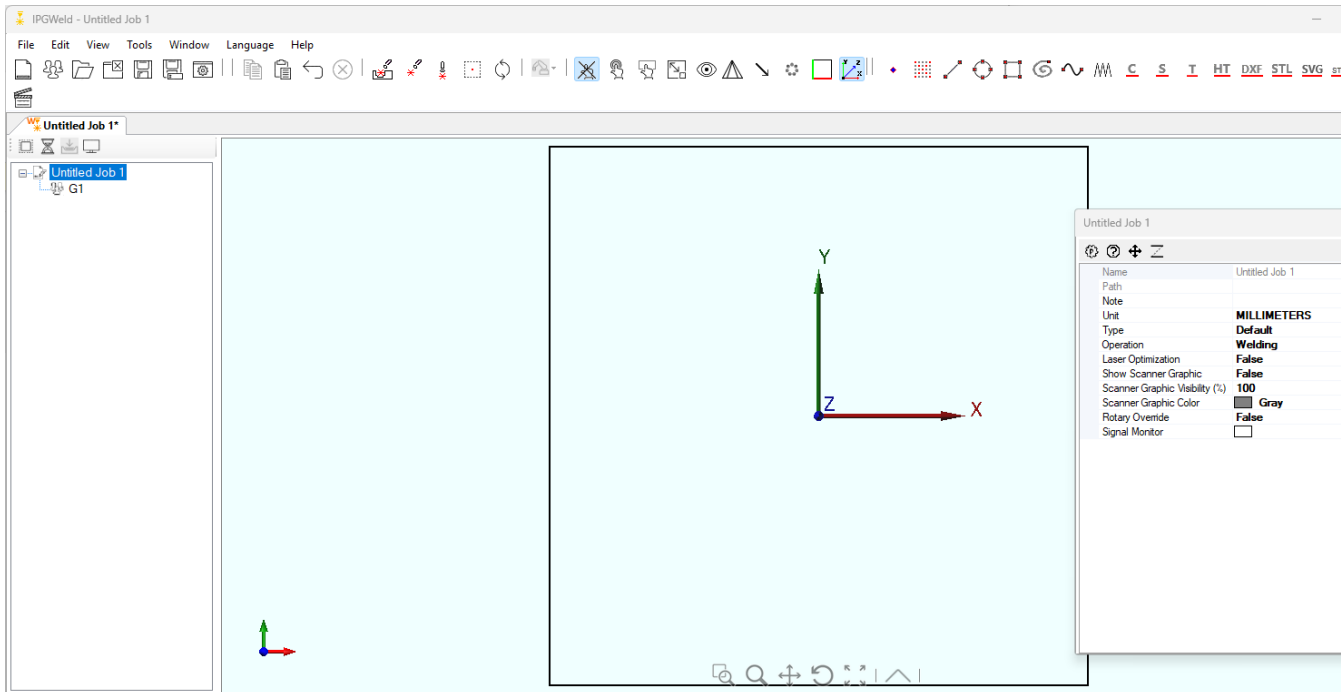 IPGWeld - Untitled Job 1
File Edit View Tools Window Language Help
C S T HT DXF STL SVG ST
Untitled Job 1*
Untitled Job 1
G1
Y
Z
X
Untitled Job 1
Name Untitled Job 1
Path
Note
Unit MILLIMETERS
Type Default
Operation Welding
Laser Optimization False
Show Scanner Graphic False
Scanner Graphic Visibility (%) 100
Scanner Graphic Color Gray
Rotary Override False
Signal Monitor